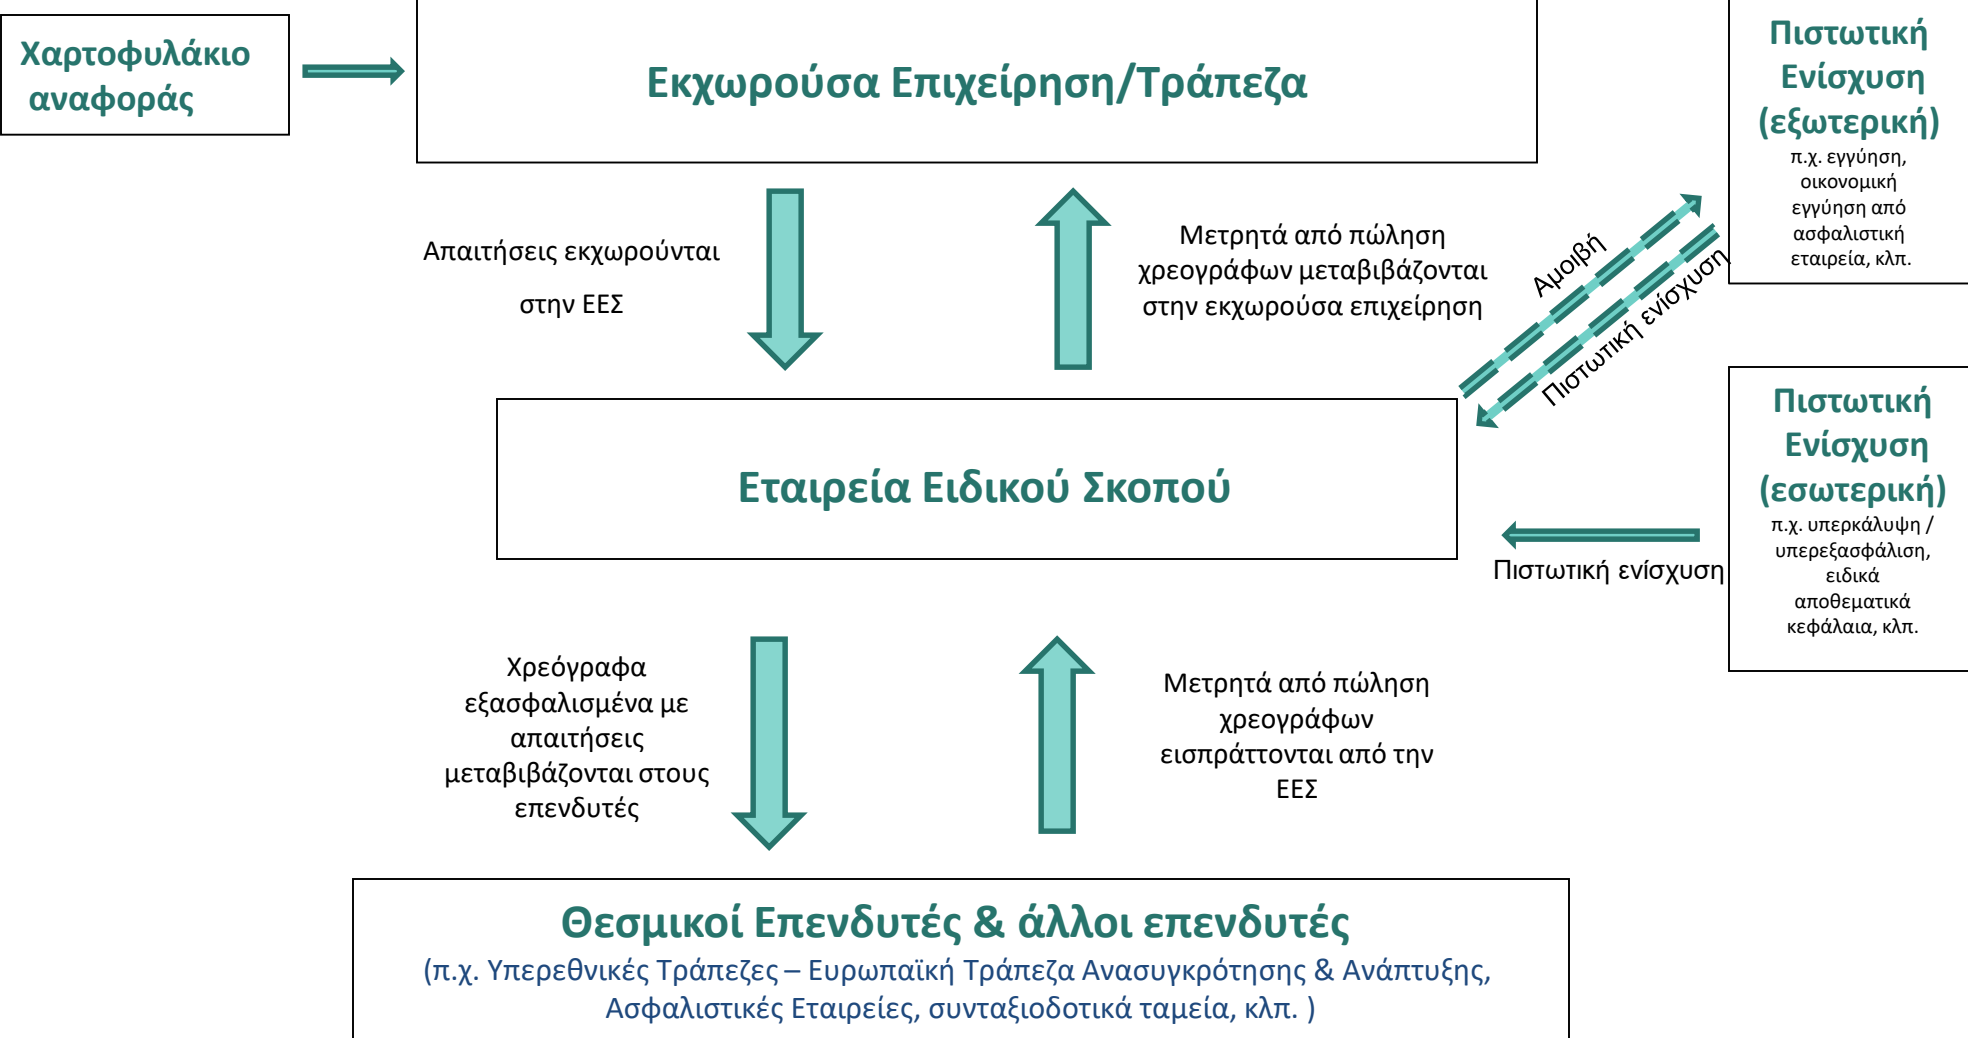 Χαρτοφυλάκιο
αναφοράς
Εκχωρούσα Επιχείρηση/Τράπεζα
Πιστωτική
Ενίσχυση
(εξωτερική)
π.χ. εγγύηση,
οικονομική
εγγύηση από
ασφαλιστική
εταιρεία, κλπ.
Απαιτήσεις εκχωρούνται
στην ΕΕΣ
Μετρητά από πώληση
χρεογράφων μεταβιβάζονται
στην εκχωρούσα επιχείρηση
Αμοιβή
Πιστωτική ενίσχυση
Εταιρεία Ειδικού Σκοπού
Πιστωτική
Ενίσχυση
(εσωτερική)
π.χ. υπερκάλυψη /
υπερεξασφάλιση,
ειδικά
αποθεματικά
κεφάλαια, κλπ.
Πιστωτική ενίσχυση
Χρεόγραφα
εξασφαλισμένα με
απαιτήσεις
μεταβιβάζονται στους
επενδυτές
Μετρητά από πώληση
χρεογράφων
εισπράττονται από την
ΕΕΣ
Θεσμικοί Επενδυτές & άλλοι επενδυτές
(π.χ. Υπερεθνικές Τράπεζες – Ευρωπαϊκή Τράπεζα Ανασυγκρότησης & Ανάπτυξης,
Ασφαλιστικές Εταιρείες, συνταξιοδοτικά ταμεία, κλπ. )